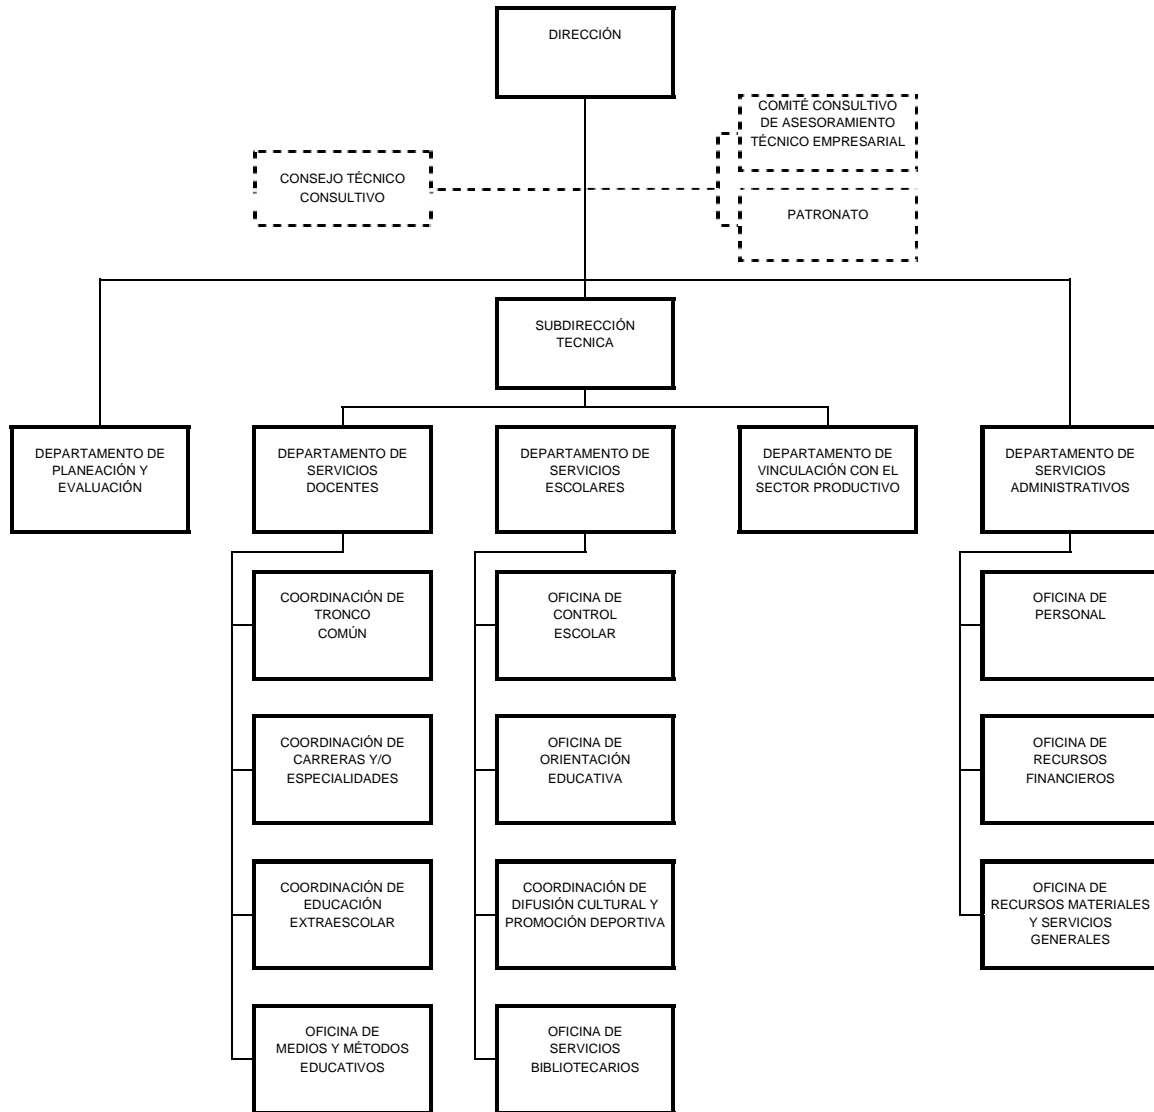 DIRECCIÓN
COMITÉ CONSULTIVO
DE ASESORAMIENTO
TÉCNICO EMPRESARIAL
CONSEJO TÉCNICO
CONSULTIVO
PATRONATO
SUBDIRECCIÓN
TECNICA
DEPARTAMENTO DE
PLANEACIÓN Y
EVALUACIÓN
DEPARTAMENTO DE
SERVICIOS
DOCENTES
DEPARTAMENTO DE
SERVICIOS
ESCOLARES
DEPARTAMENTO DE
VINCULACIÓN CON EL
SECTOR PRODUCTIVO
DEPARTAMENTO DE
SERVICIOS
ADMINISTRATIVOS
COORDINACIÓN DE
TRONCO
COMÚN
OFICINA DE
CONTROL
ESCOLAR
OFICINA DE
PERSONAL
COORDINACIÓN DE
CARRERAS Y/O
ESPECIALIDADES
OFICINA DE
ORIENTACIÓN
EDUCATIVA
OFICINA DE
RECURSOS
FINANCIEROS
COORDINACIÓN DE
EDUCACIÓN
EXTRAESCOLAR
COORDINACIÓN DE
DIFUSIÓN CULTURAL Y
PROMOCIÓN DEPORTIVA
OFICINA DE
RECURSOS MATERIALES
Y SERVICIOS
GENERALES
OFICINA DE
MEDIOS Y MÉTODOS
EDUCATIVOS
OFICINA DE
SERVICIOS
BIBLIOTECARIOS